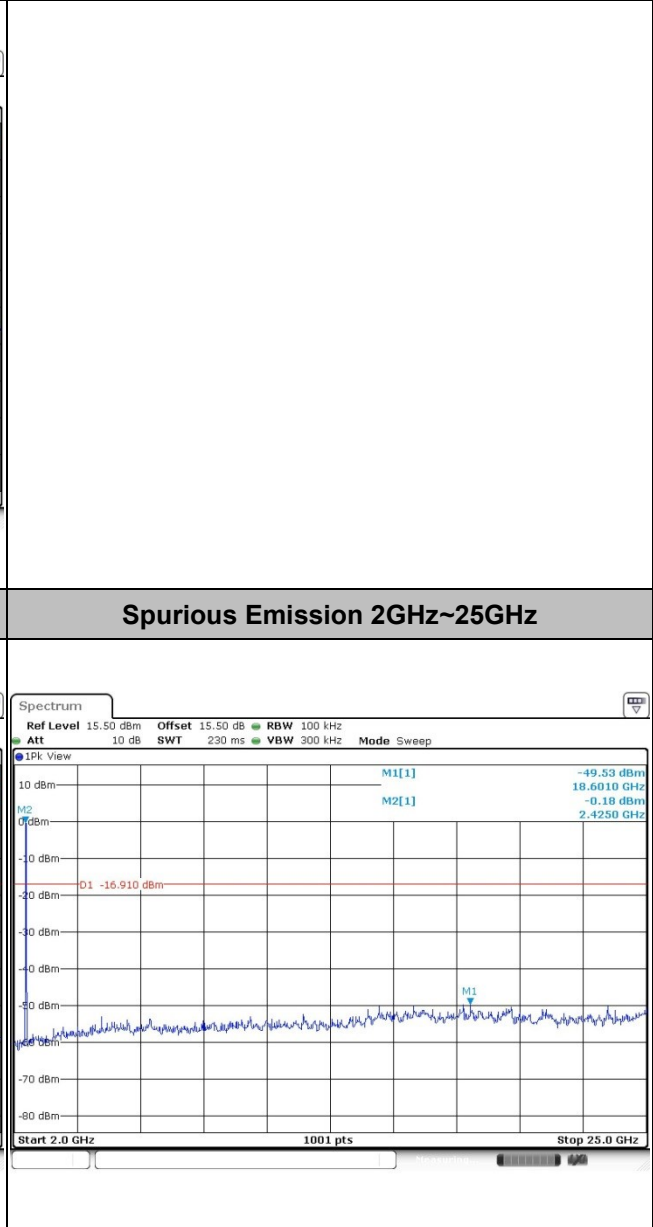 Spurious Emission 2GHz~25GHz
Spectrum
Ref Level 15.50 dBm Offset 15.50 dB RBW 100 kHz
Att 10 dB SWT 230 ms VBW 300 kHz Mode Sweep
1Pk View
M1[1] -49.53 dBm
18.6010 GHz
M2[1] -0.18 dBm
2.4250 GHz
10 dBm
M2
0 dBm
-10 dBm
D1 -16.910 dBm
-20 dBm
-30 dBm
-40 dBm
M1
-50 dBm
-60 dBm
-70 dBm
-80 dBm
Start 2.0 GHz 1001 pts Stop 25.0 GHz